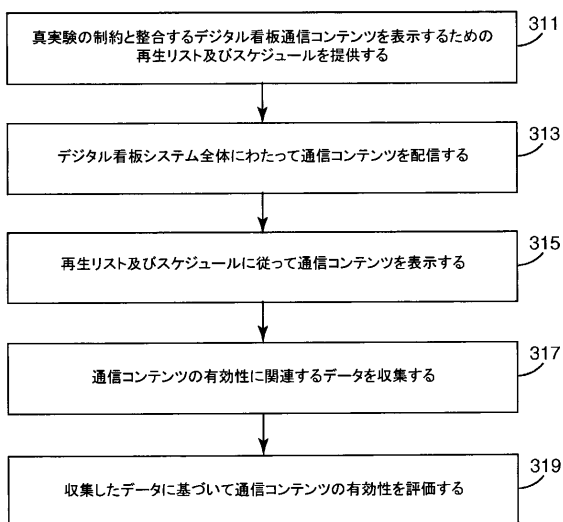 真実験の制約と整合するデジタル看板通信コンテンツを表示するための
再生リスト及びスケジュールを提供する
311
デジタル看板システム全体にわたって通信コンテンツを配信する
313
再生リスト及びスケジュールに従って通信コンテンツを表示する
315
通信コンテンツの有効性に関連するデータを収集する
317
収集したデータに基づいて通信コンテンツの有効性を評価する
319